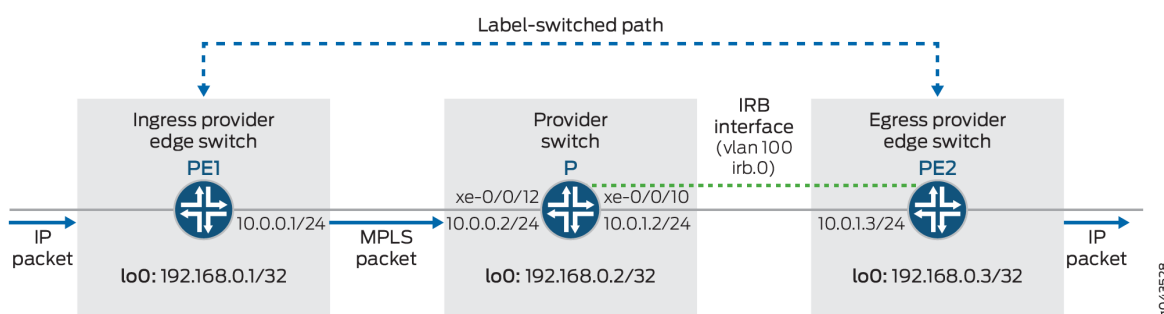 Label-switched path
Ingress provider
edge switch
PE1
10.0.0.1/24
lo0: 192.168.0.1/32
IP
packet
MPLS
packet
Provider
switch
P
xe-0/0/12
xe-0/0/10
10.0.0.2/24
10.0.1.2/24
lo0: 192.168.0.2/32
IRB
interface
(vlan 100
irb.0)
Egress provider
edge switch
PE2
10.0.1.3/24
lo0: 192.168.0.3/32
IP
packet